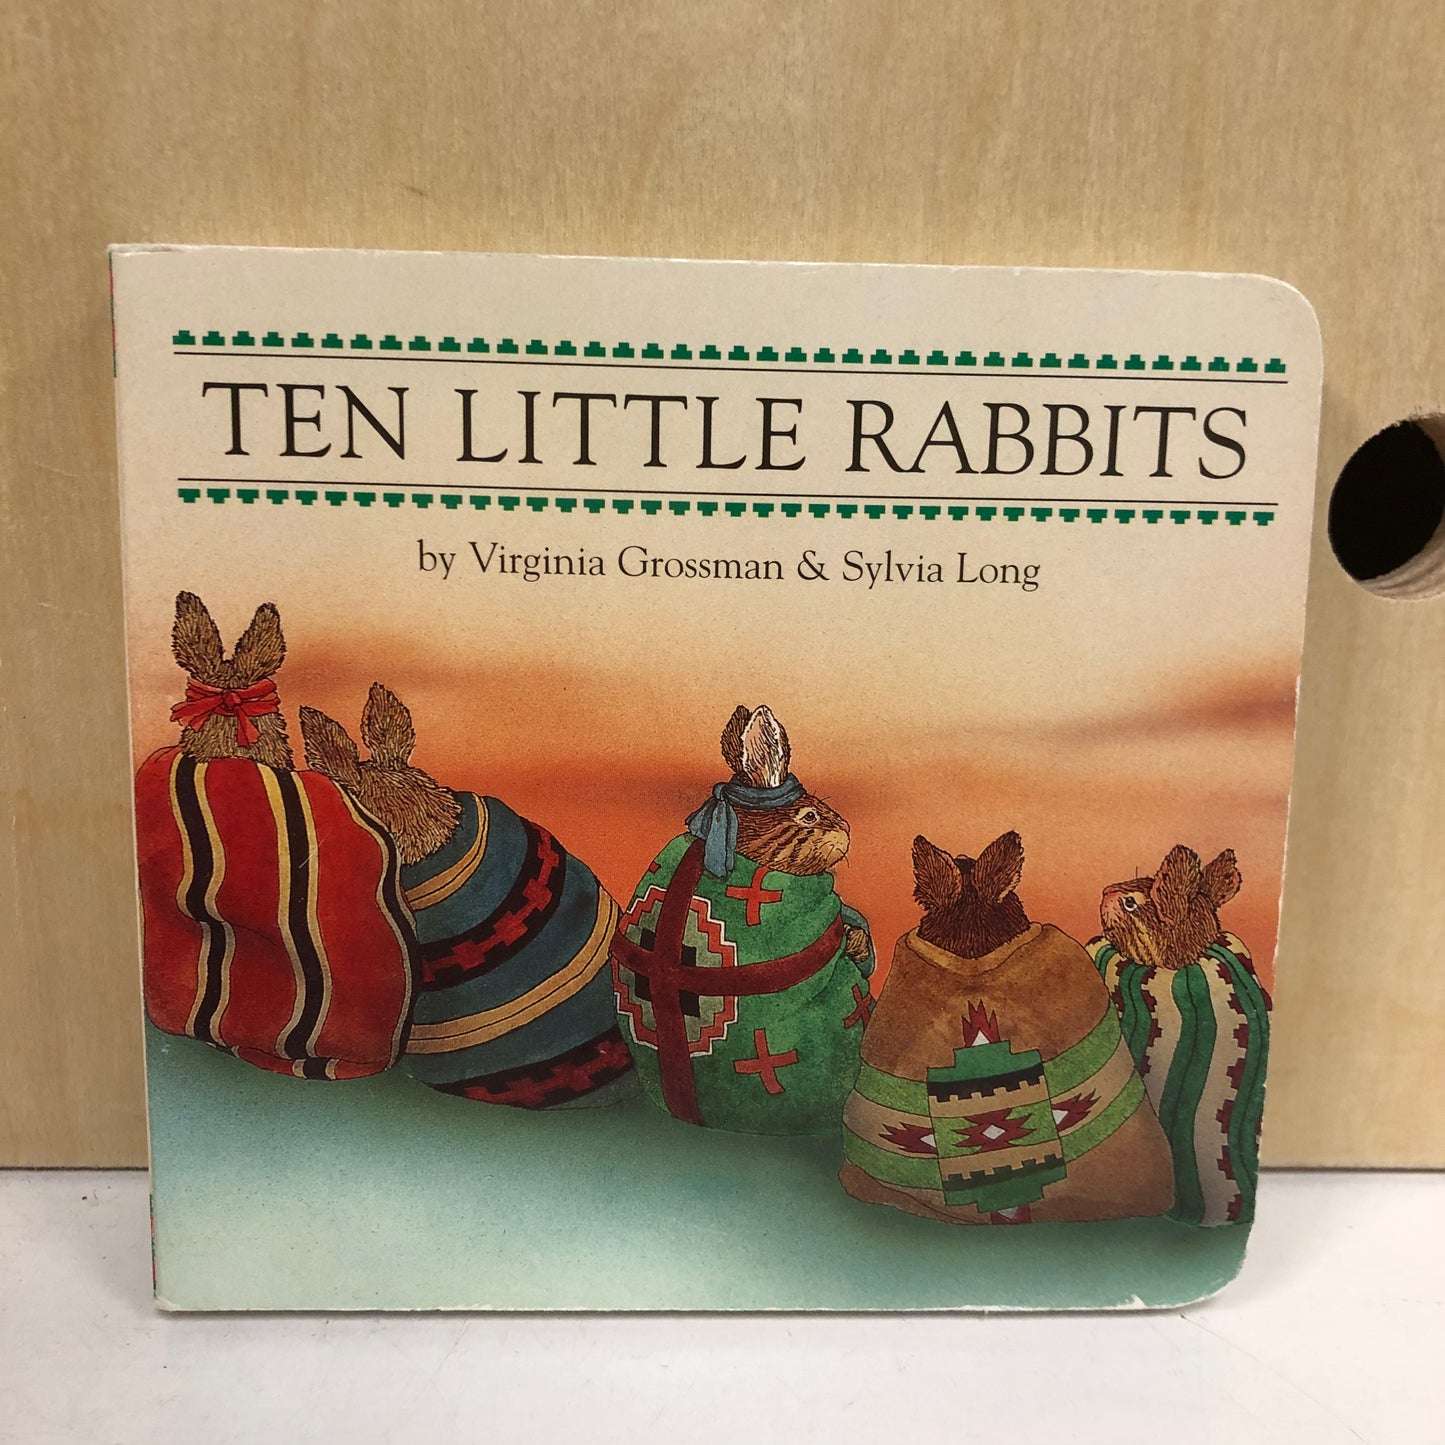 TEN LITTLE RABBITS
by Virginia Grossman & Sylvia Long